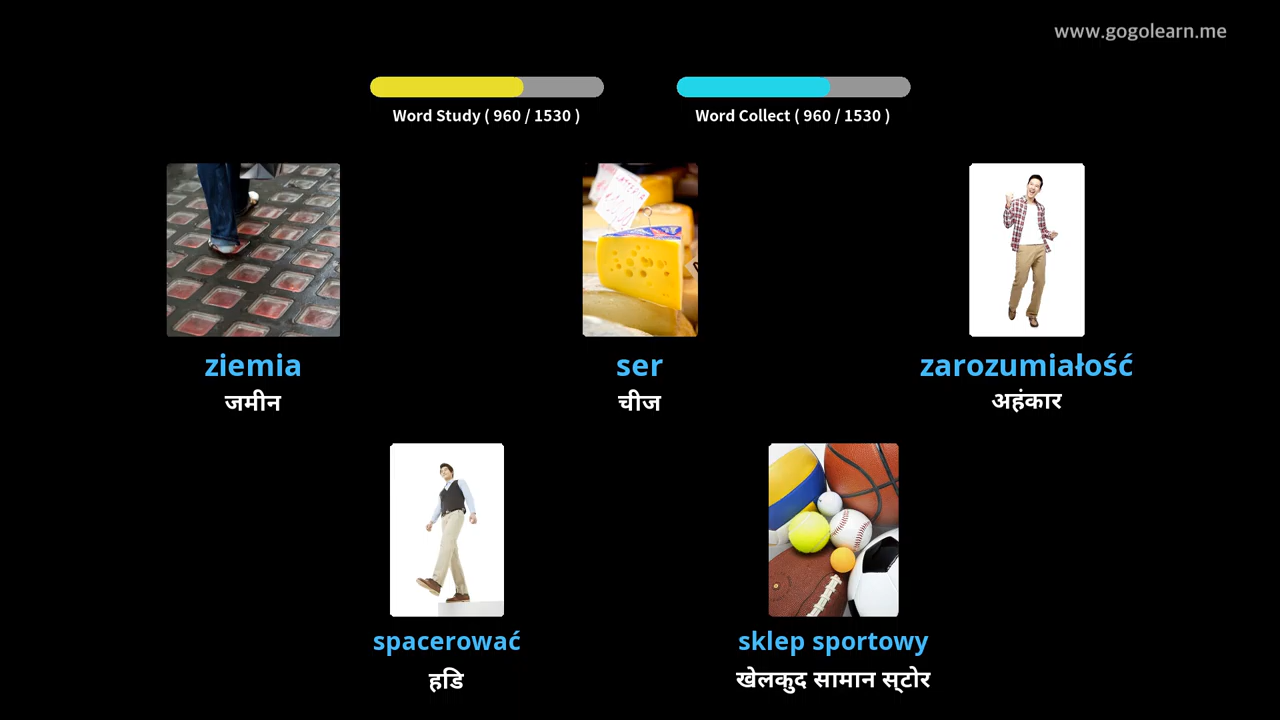 www.gogolearn.me
Word Study ( 960 / 1530 )
Word Collect ( 960 / 1530 )
ziemia
जमीन
ser
चीज
zarozumiałość
अहंकार
spacerować
हडि
sklep sportowy
खेलकुद सामान स्टोर